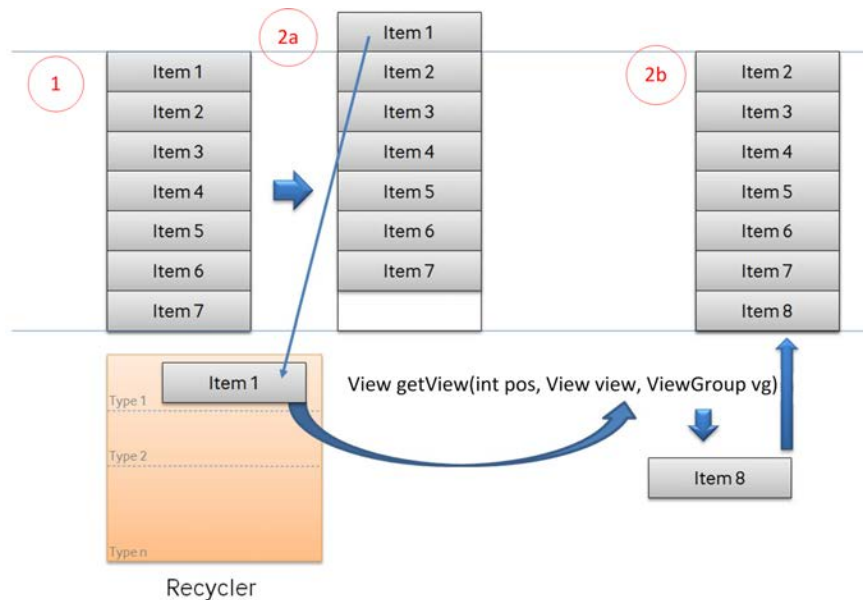 1
Item 1
Item 2
Item 3
Item 4
Item 5
Item 6
Item 7
2a
Item 1
Item 2
Item 3
Item 4
Item 5
Item 6
Item 7
2b
Item 2
Item 3
Item 4
Item 5
Item 6
Item 7
Item 8
Item 1
Type 1
Type 2
Type n
Recycler
View getView(int pos, View view, ViewGroup vg)
Item 8